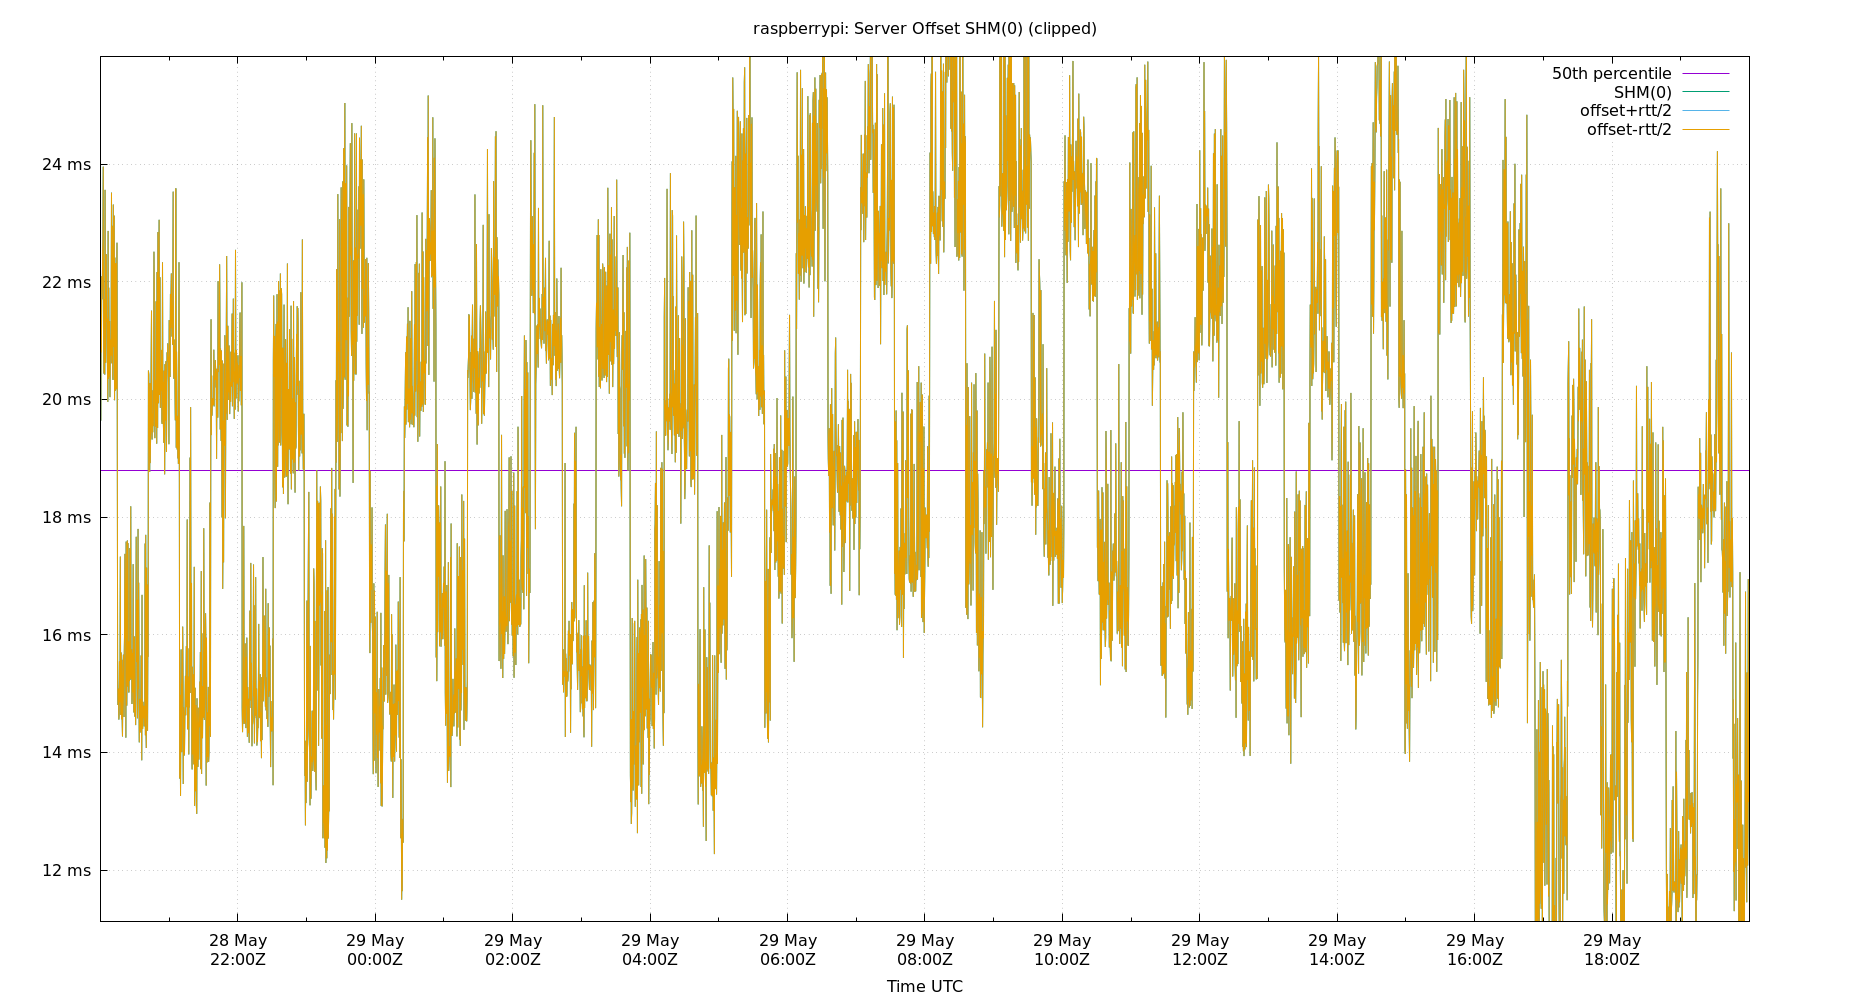 raspberrypi: Server Offset SHM(0) (clipped)
50th percentile
SHM(0)
offset+rtt/2
offset-rtt/2
24 ms
22 ms
20 ms
18 ms
16 ms
14 ms
12 ms
28 May 29 May 29 May 29 May 29 May 29 May 29 May 29 May 29 May 29 May 29 May
22:00Z 00:00Z 02:00Z 04:00Z 06:00Z 08:00Z 10:00Z 12:00Z 14:00Z 16:00Z 18:00Z
Time UTC